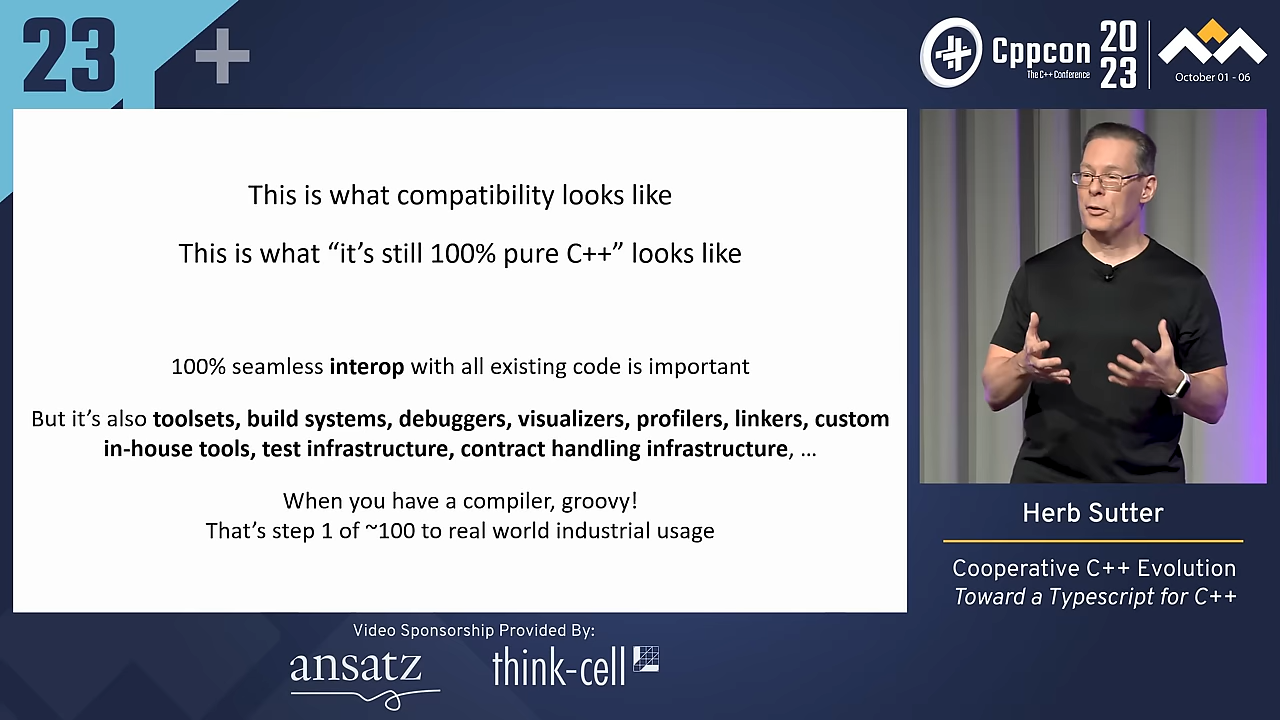 23
Cppcon
The C++ Conference
20
23
October 01 - 06
This is what compatibility looks like
This is what “it’s still 100% pure C++” looks like
100% seamless interop with all existing code is important
But it’s also toolsets, build systems, debuggers, visualizers, profilers, linkers, custom
in-house tools, test infrastructure, contract handling infrastructure, …
When you have a compiler, groovy!
That’s step 1 of ~100 to real world industrial usage
Herb Sutter
Cooperative C++ Evolution
Toward a Typescript for C++
Video Sponsorship Provided By:
ansatz
think-cell